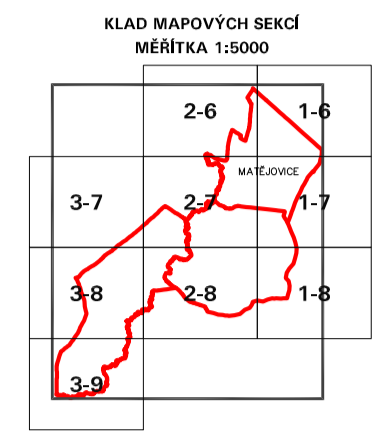 KLAD MAPOVÝCH SEKCÍ
MĚŘÍTKA 1:5000
2-6 1-6
MATĚJOVICE
3-7 2-7 1-7
3-8 2-8 1-8
3-9